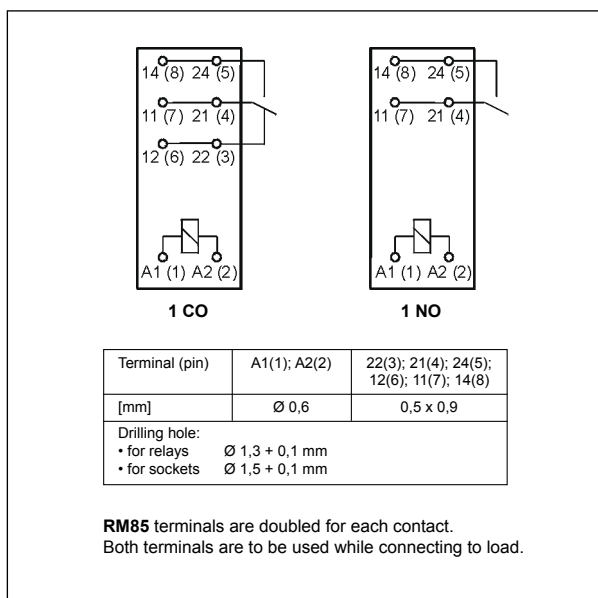 14 (8) 24 (5)
11 (7) 21 (4)
12 (6) 22 (3)
A1 (1) A2 (2)
1 CO
14 (8) 24 (5)
11 (7) 21 (4)
A1 (1) A2 (2)
1 NO
Terminal (pin) A1(1); A2(2) 22(3); 21(4); 24(5);
12(6); 11(7); 14(8)
[mm] Ø 0,6 0,5 x 0,9
Drilling hole:
• for relays Ø 1,3 + 0,1 mm
• for sockets Ø 1,5 + 0,1 mm
RM85 terminals are doubled for each contact.
Both terminals are to be used while connecting to load.